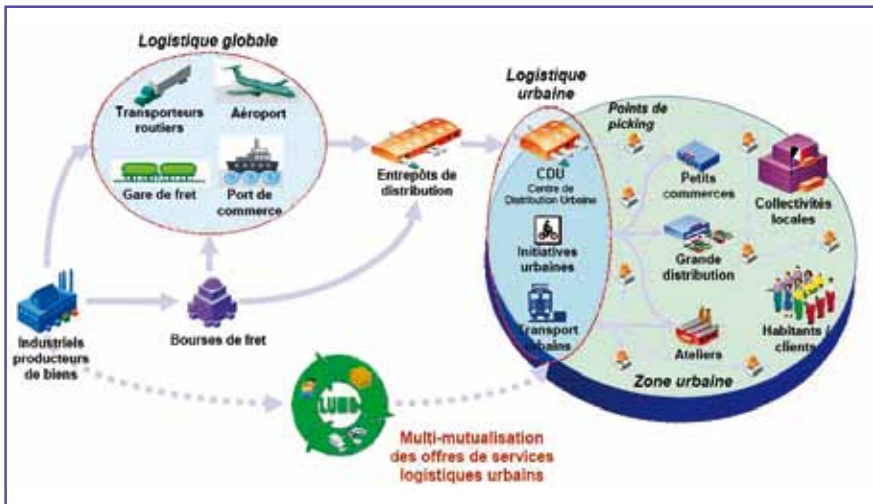 Logistique globale
Transporteurs
routiers
Aéroport
Gare de fret
Port de
commerce
Entrepôts de
distribution
Logistique
urbaine
CDU
Centre de
Distribution Urbaine
Initiatives
urbaines
Transport
urbains
Points de
picking
Petits
commerces
Collectivités
locales
Grande
distribution
Habitants /
clients
Ateliers
Zone urbaine
Industriels
producteurs
de biens
Bourses de fret
Multi-mutualisation
des offres de services
logistiques urbains